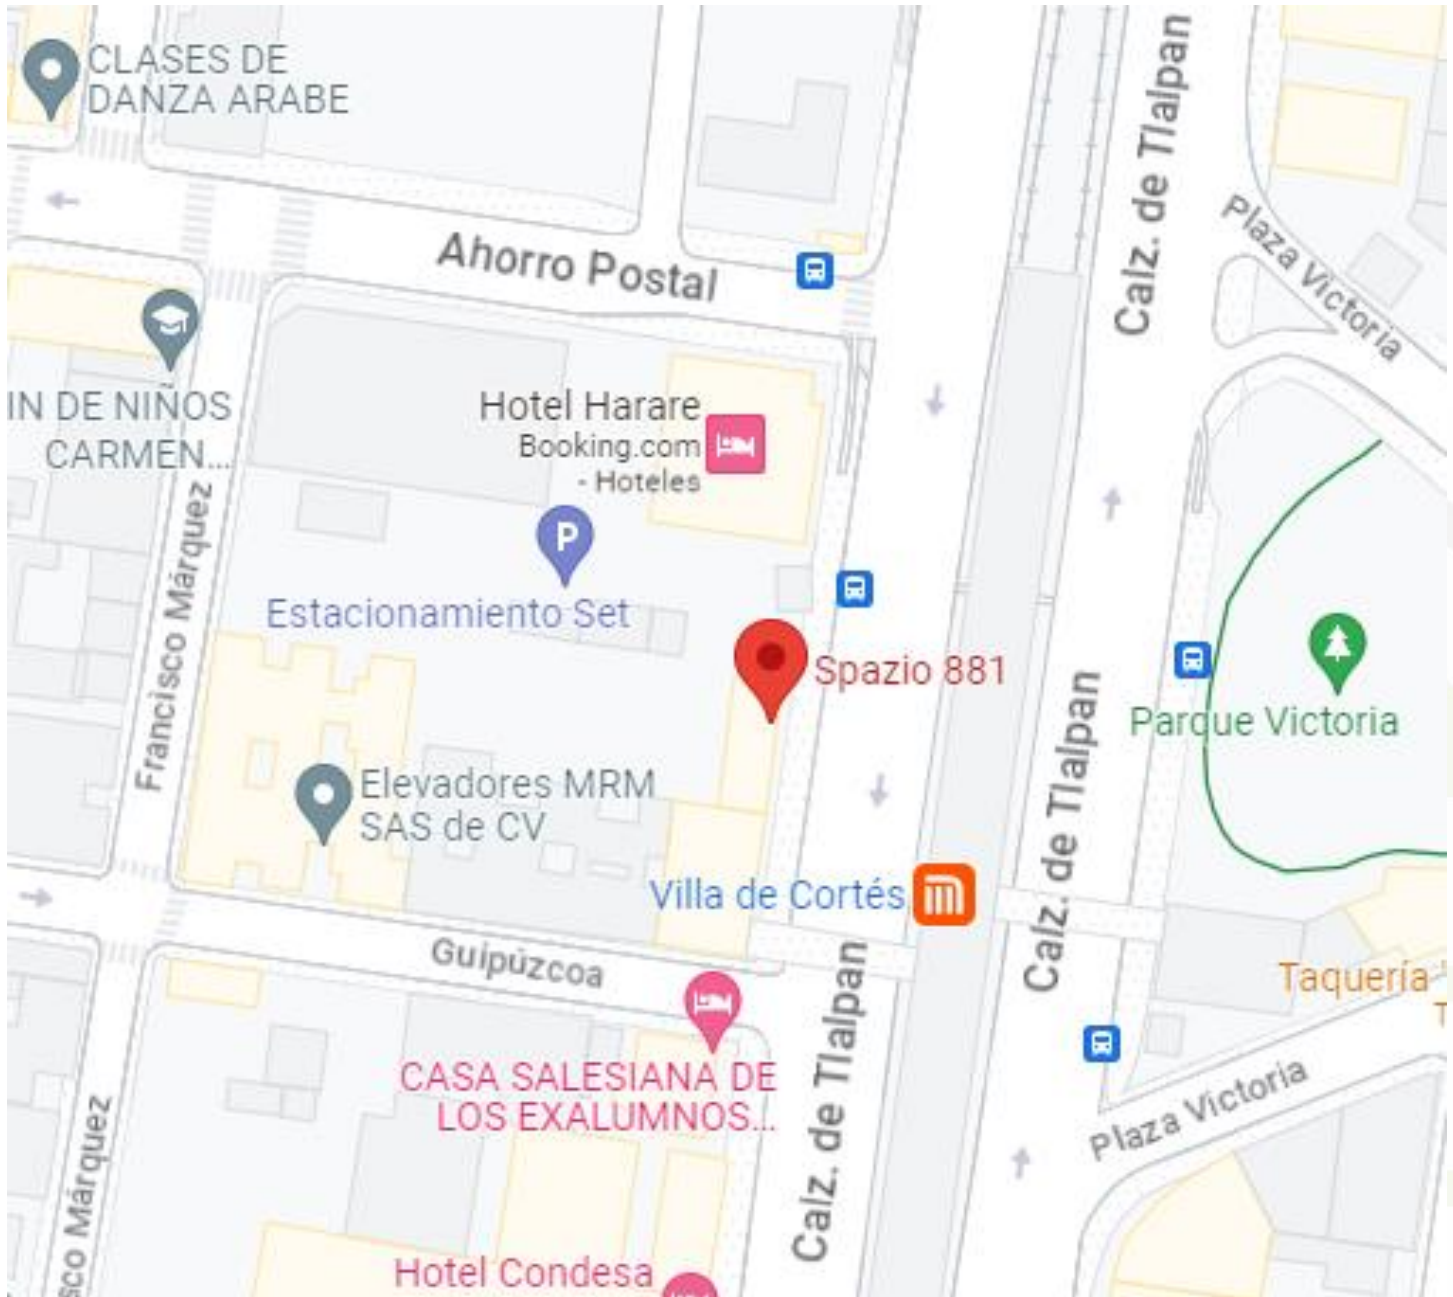 CLASES DE
DANZA ARABE
Calz. de Tlalpan
Plaza Victoria
Ahorro Postal
IN DE NIÑOS
CARMEN...
Hotel Harare
Booking.com
- Hoteles
P
Estacionamiento Set
Francisco Márquez
Spazio 881
Parque Victoria
Elevadores MRM
SAS de CV
Calz. de Tlalpan
Villa de Cortés
Guipúzcoa
Taquería
T
CASA SALESIANA DE
LOS EXALUMNOS...
Calz. de Tlalpan
Plaza Victoria
sco Márquez
Hotel Condesa